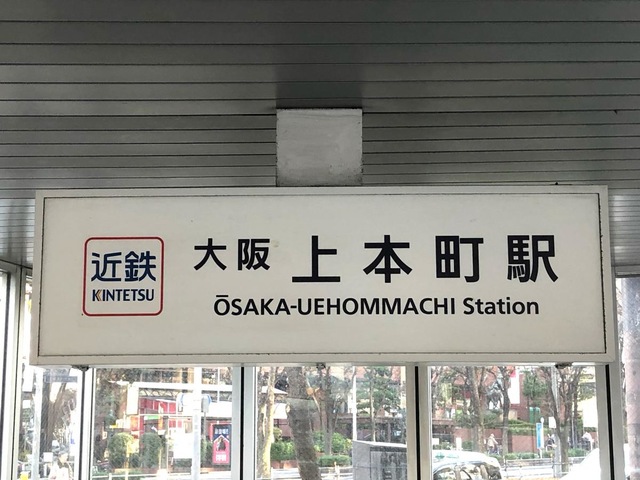 近鉄
KINTETSU
大阪 上本町駅
ŌSAKA-UEHOMMACHI Station